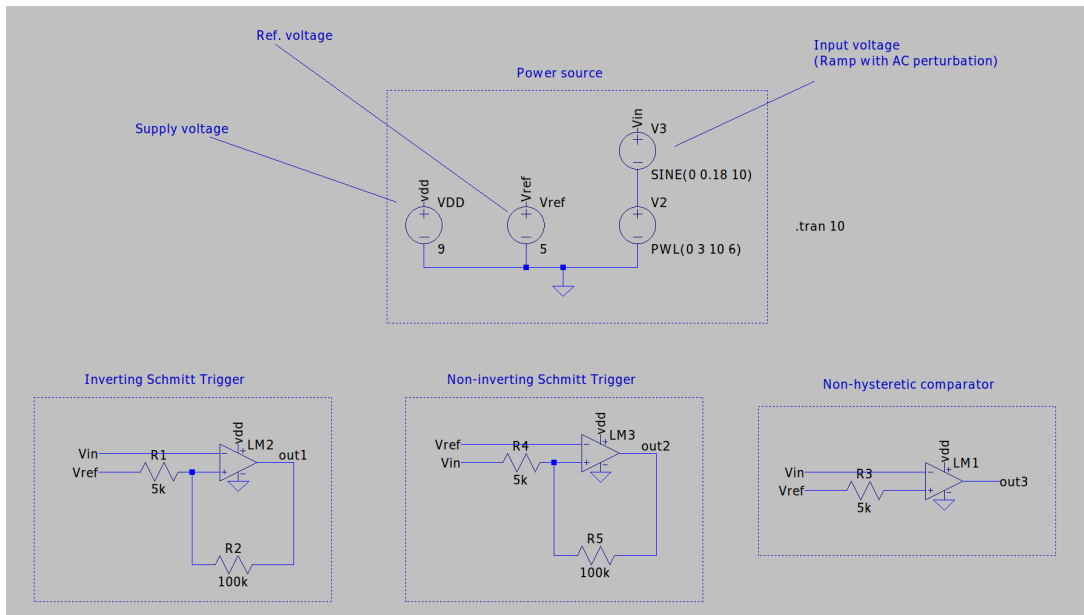 Ref. voltage
Input voltage
(Ramp with AC perturbation)
Power source
Supply voltage
Vin
V3
SINE(0 0.18 10)
vdd
VDD
9
Vref
Vref
5
V2
PWL(0 3 10 6)
.tran 10
Inverting Schmitt Trigger
Vin
Vref
R1
5k
vdd
LM2
out1
R2
100k
Non-inverting Schmitt Trigger
Vref
Vin
R4
5k
vdd
LM3
out2
R5
100k
Non-hysteretic comparator
Vin
Vref
R3
5k
vdd
LM1
out3